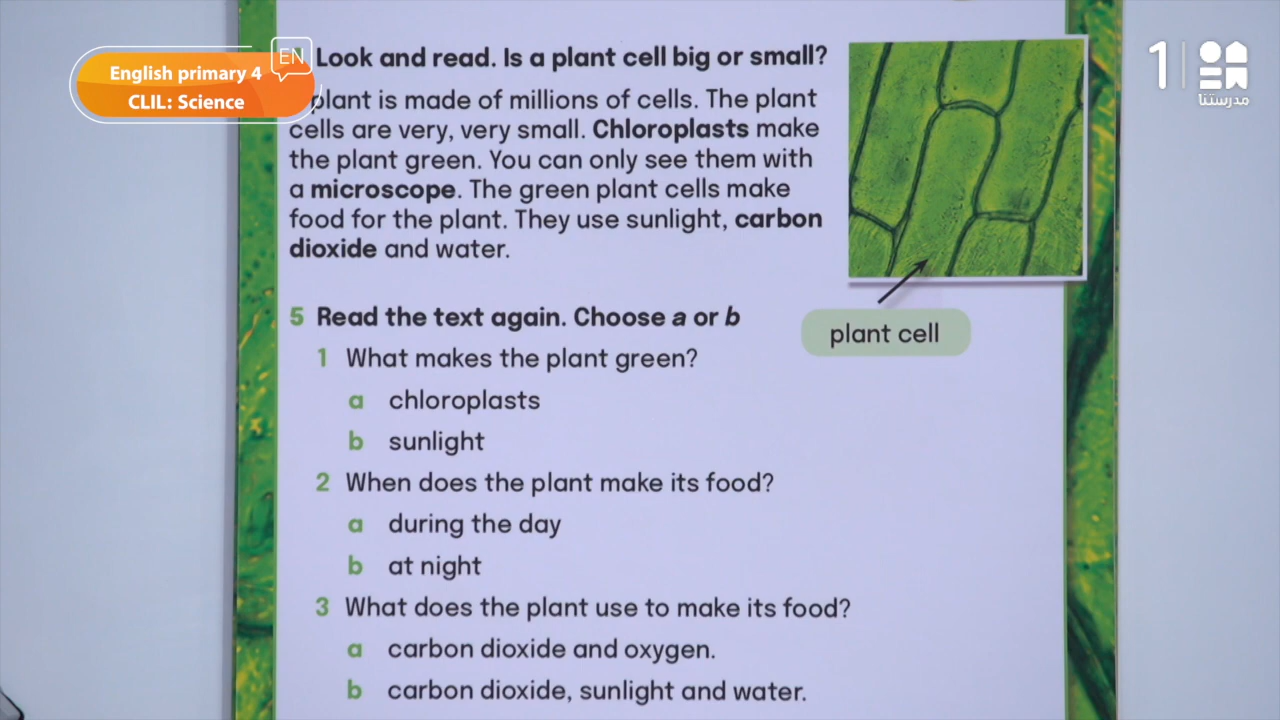 English primary 4
CLIL: Science
EN
1
مدرستنا
Look and read. Is a plant cell big or small?
plant is made of millions of cells. The plant
cells are very, very small. Chloroplasts make
the plant green. You can only see them with
a microscope. The green plant cells make
food for the plant. They use sunlight, carbon
dioxide and water.
plant cell
5 Read the text again. Choose a or b
1 What makes the plant green?
a chloroplasts
b sunlight
2 When does the plant make its food?
a during the day
b at night
3 What does the plant use to make its food?
a carbon dioxide and oxygen.
b carbon dioxide, sunlight and water.